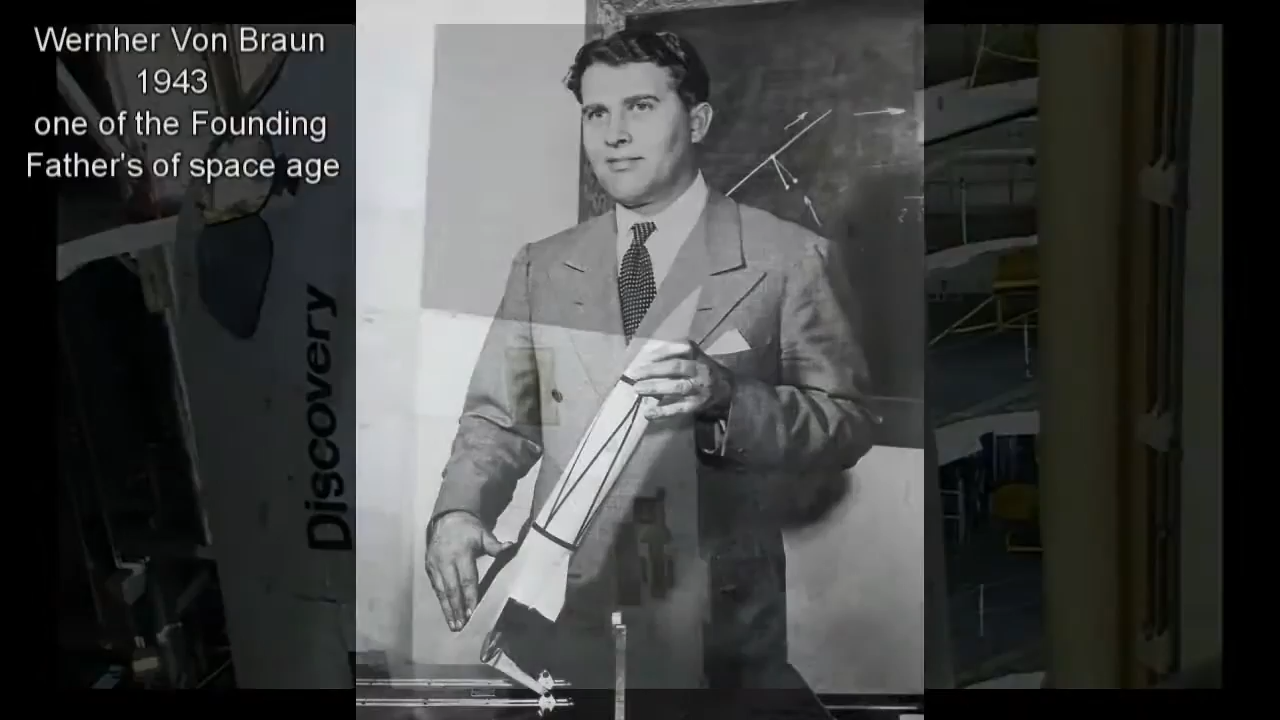 Wernher Von Braun
1943
one of the Founding
Father's of space age
Discovery